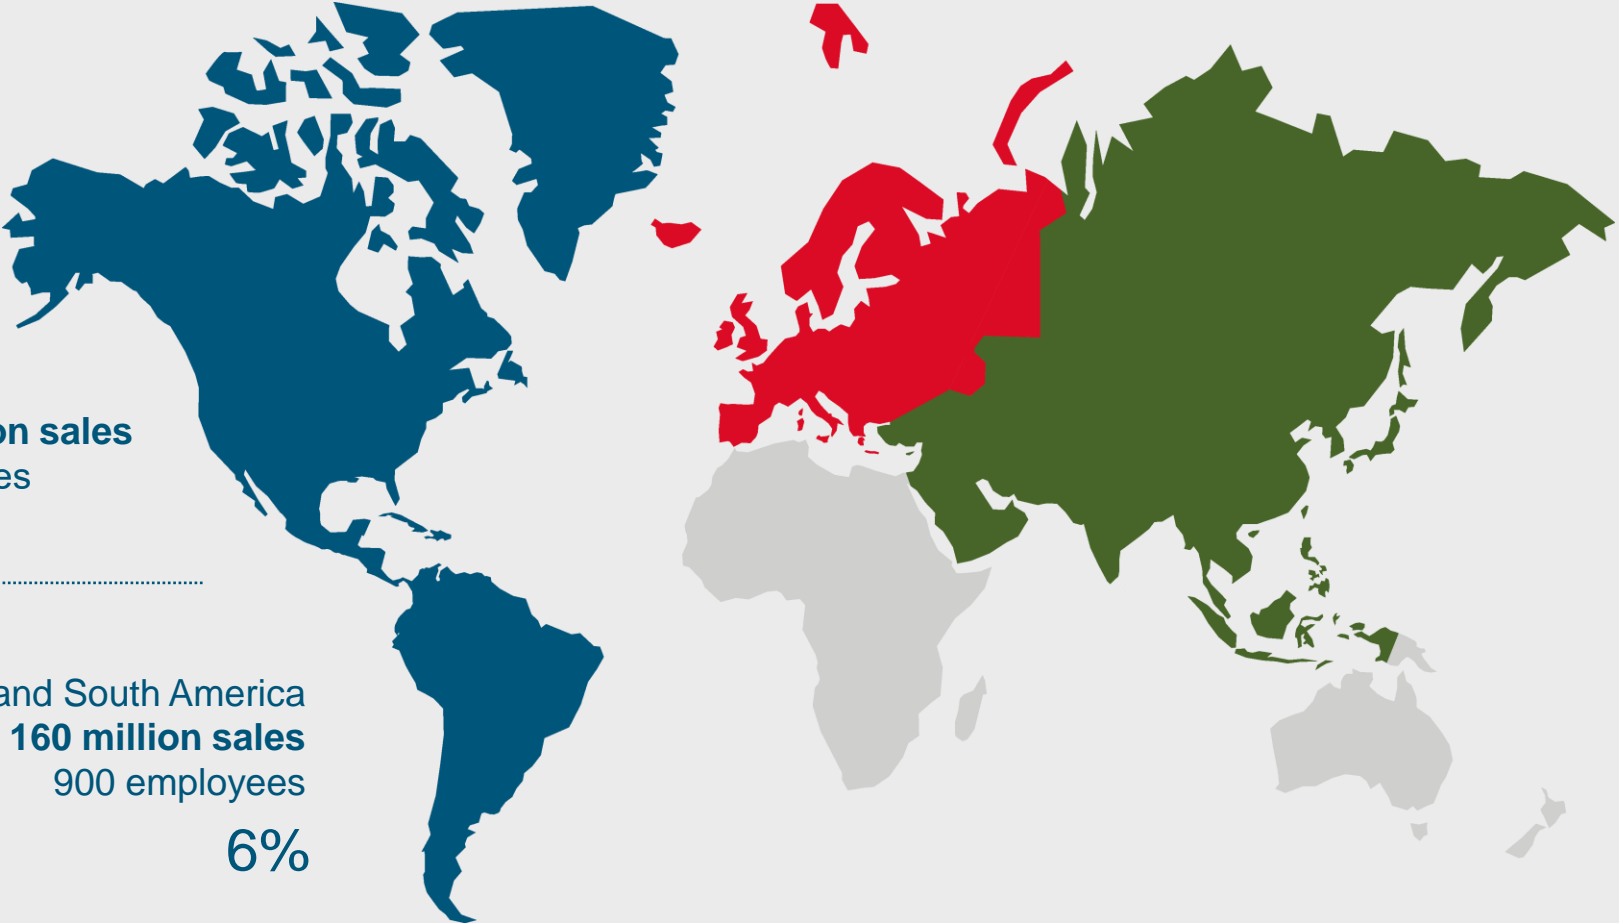 on sales
es
and South America
160 million sales
900 employees
6%